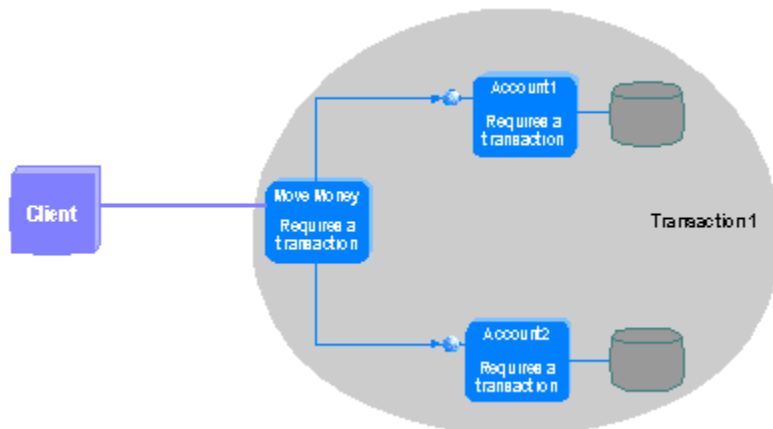 Account1
Requires a
transaction
Client
Move Money
Requires a
transaction
Transaction1
Account2
Requires a
transaction